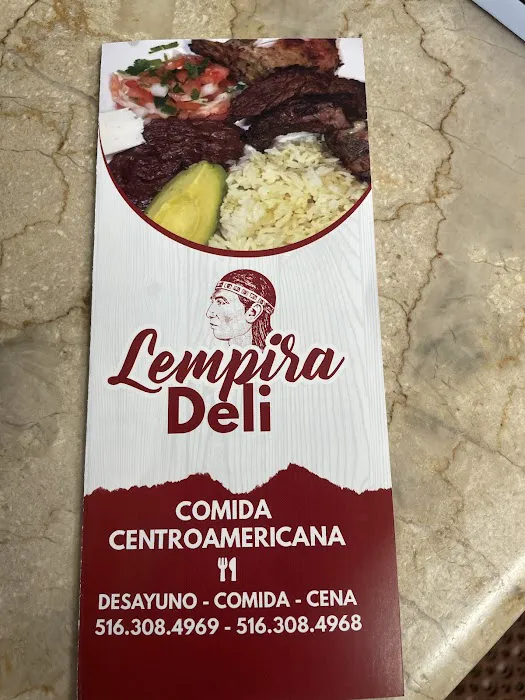 Lempira
Deli
COMIDA
CENTROAMERICANA
DESAYUNO - COMIDA - CENA
516.308.4969 - 516.308.4968